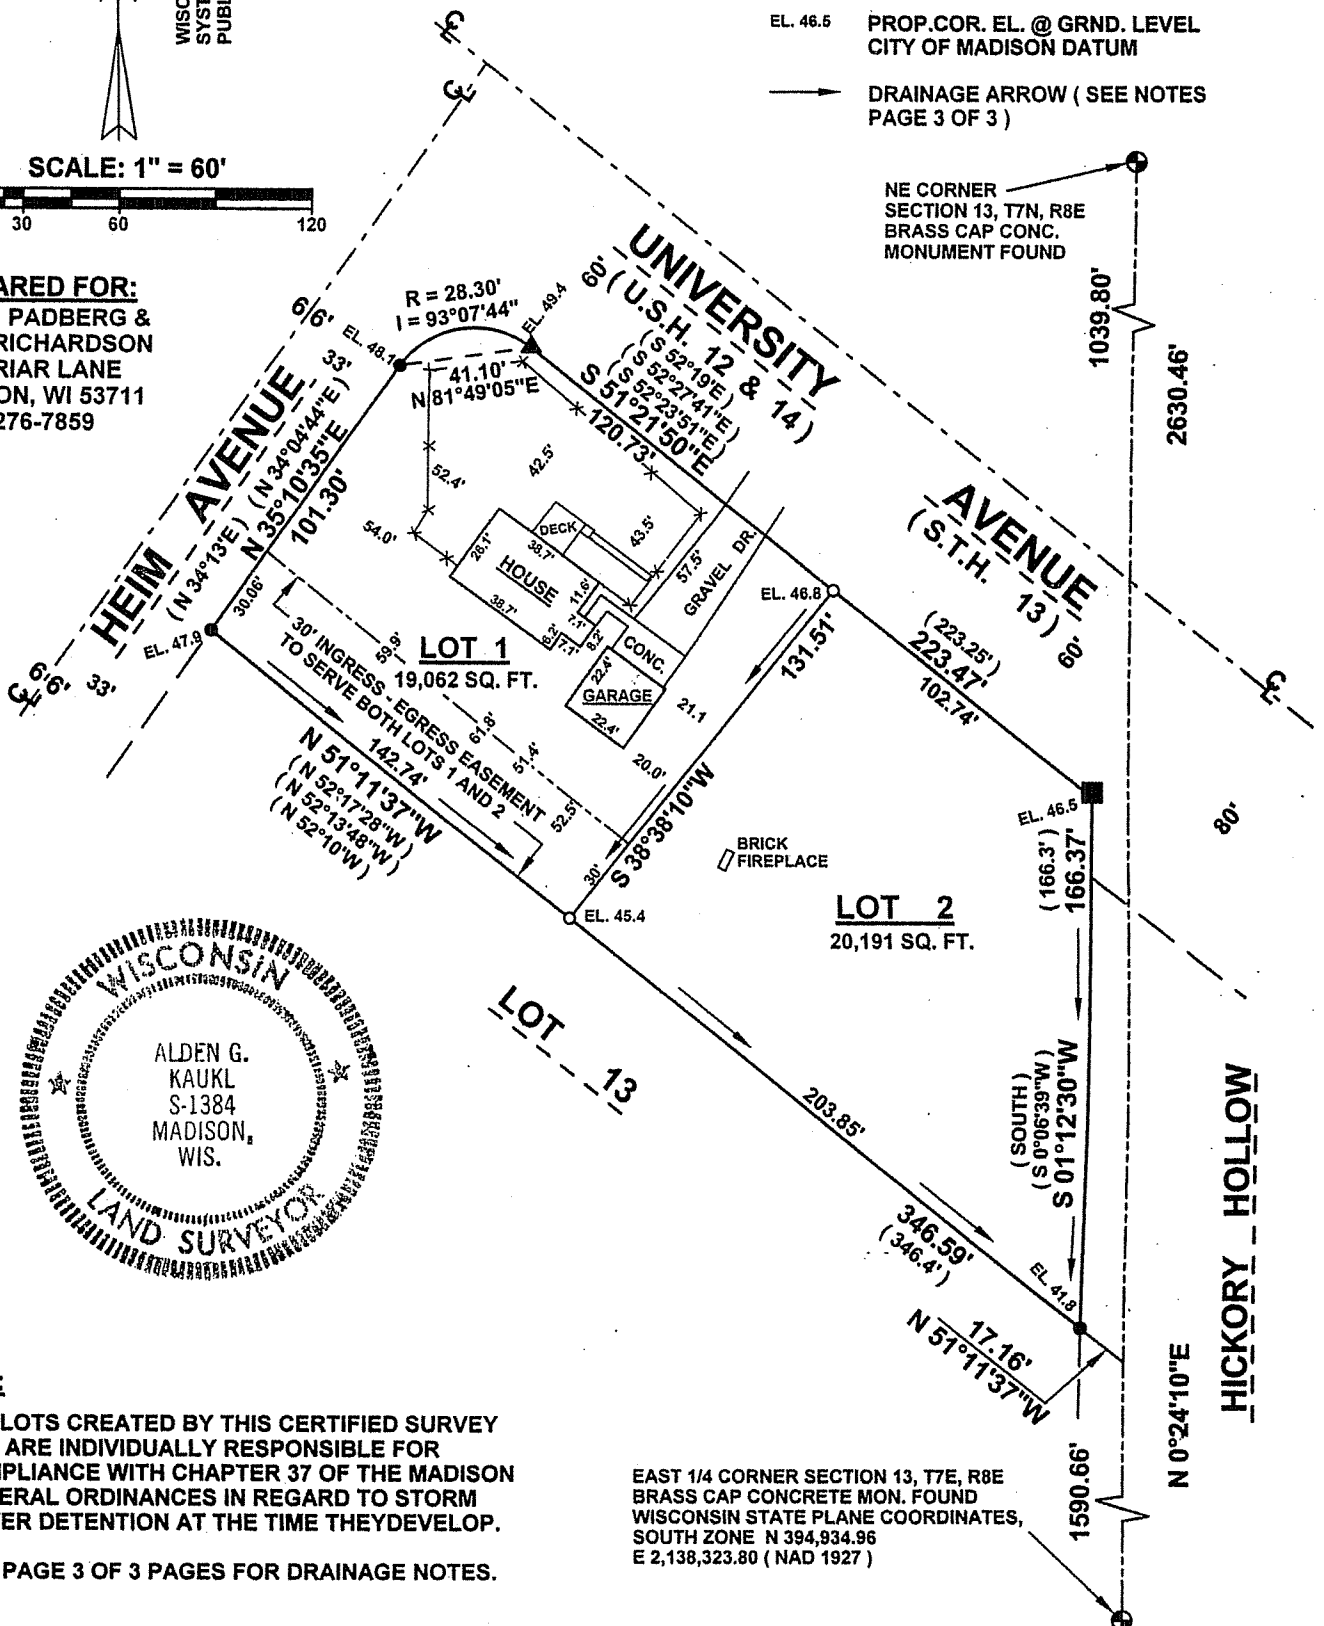 WISC
SYST
PUBL
EL. 46.5 PROP.COR. EL. @ GRND. LEVEL
CITY OF MADISON DATUM
DRAINAGE ARROW ( SEE NOTES
PAGE 3 OF 3 )
SCALE: 1" = 60'
30 60 120
NE CORNER
SECTION 13, T7N, R8E
BRASS CAP CONC.
MONUMENT FOUND
ARED FOR:
PADBERG &
RICHARDSON
RIAR LANE
ON, WI 53711
276-7859
1039.80'
2630.46'
UNIVERSITY
60' ( U.S.H. 12 & 14 )
( S 52°19'E )
( S 52°27'41"E )
( S 52°23'51"E )
S 51°21'50"E
120.73'
R = 28.30'
I = 93°07'44"
EL. 49.4
EL. 48.1
41.10'
N 81°49'05"E
66'
33'
HEIM AVENUE
( N 34°13'E ) ( N 34°04'44"E )
N 35°10'35"E
101.30'
30.06'
EL. 47.9
66'
33'
52.4'
42.5'
54.0'
43.5'
DECK
38.7'
26.1'
HOUSE
11.6'
38.7'
7.1'
8.2'
6.2'
7.1'
57.5'
GRAVEL DR.
CONC.
22.4'
GARAGE
22.4'
21.1
20.0'
AVENUE
( S.T.H. 13 ) 60'
EL. 46.8
131.51'
( 223.25' )
223.47'
102.74'
LOT 1
19,062 SQ. FT.
59.9'
30' INGRESS - EGRESS EASEMENT
TO SERVE BOTH LOTS 1 AND 2
61.8'
51.4'
52.5'
142.74'
N 51°11'37"W
( N 52°17'28"W )
( N 52°13'48"W )
( N 52°10'W )
S 38°38'10"W
30'
EL. 45.4
BRICK
FIREPLACE
EL. 46.5
( 166.3' )
166.37'
80'
LOT 2
20,191 SQ. FT.
WISCONSIN
ALDEN G.
KAUKL
S-1384
MADISON,
WIS.
LAND SURVEYOR
LOT 13
203.85'
( SOUTH )
( S 0°06'39"W )
S 01°12'30"W
346.59'
( 346.4' )
EL. 41.8
17.16'
N 51°11'37"W
HICKORY HOLLOW
N 0°24'10"E
1590.66'
E
LOTS CREATED BY THIS CERTIFIED SURVEY
ARE INDIVIDUALLY RESPONSIBLE FOR
MPLIANCE WITH CHAPTER 37 OF THE MADISON
ERAL ORDINANCES IN REGARD TO STORM
TER DETENTION AT THE TIME THEYDEVELOP.
PAGE 3 OF 3 PAGES FOR DRAINAGE NOTES.
EAST 1/4 CORNER SECTION 13, T7E, R8E
BRASS CAP CONCRETE MON. FOUND
WISCONSIN STATE PLANE COORDINATES,
SOUTH ZONE N 394,934.96
E 2,138,323.80 ( NAD 1927 )